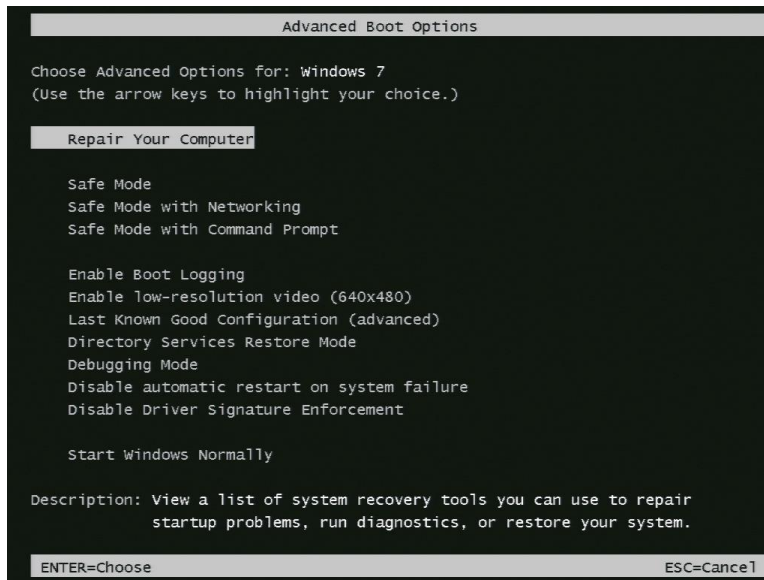 Advanced Boot Options
Choose Advanced Options for: Windows 7
(Use the arrow keys to highlight your choice.)
Repair Your Computer
Safe Mode
Safe Mode with Networking
Safe Mode with Command Prompt
Enable Boot Logging
Enable low-resolution video (640x480)
Last Known Good Configuration (advanced)
Directory Services Restore Mode
Debugging Mode
Disable automatic restart on system failure
Disable Driver Signature Enforcement
Start Windows Normally
Description: View a list of system recovery tools you can use to repair
startup problems, run diagnostics, or restore your system.
ENTER=Choose ESC=Cancel